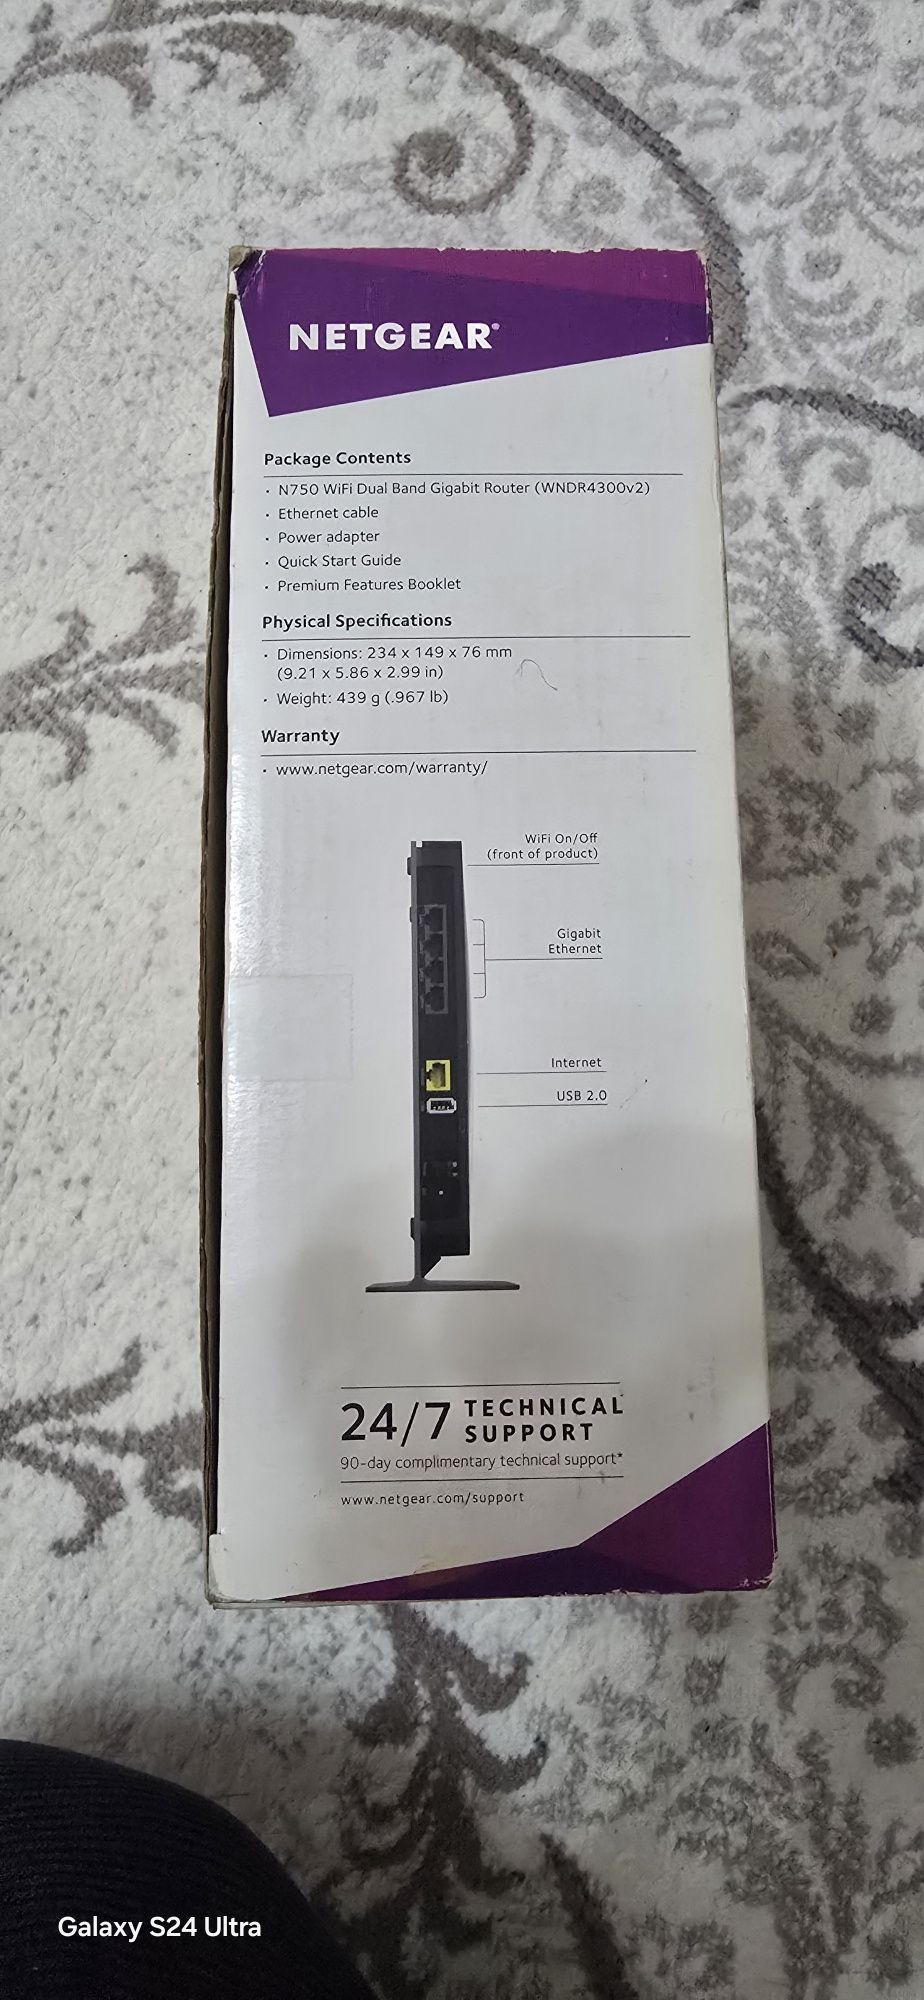 NETGEAR®
Package Contents
• N750 WiFi Dual Band Gigabit Router (WNDR4300v2)
• Ethernet cable
• Power adapter
• Quick Start Guide
• Premium Features Booklet
Physical Specifications
• Dimensions: 234 x 149 x 76 mm
(9.21 x 5.86 x 2.99 in)
• Weight: 439 g (.967 lb)
Warranty
• www.netgear.com/warranty/
WiFi On/Off
(front of product)
Gigabit
Ethernet
Internet
USB 2.0
24/7 TECHNICAL
SUPPORT
90-day complimentary technical support*
www.netgear.com/support
Galaxy S24 Ultra